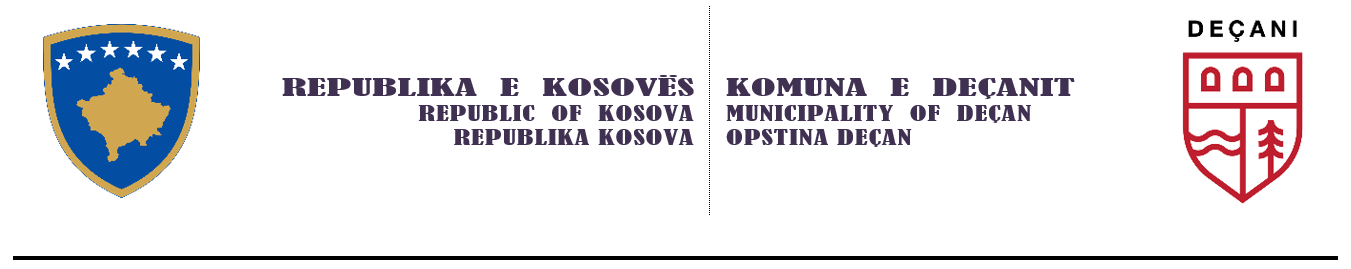 REPUBLIKA E KOSOVËS
REPUBLIC OF KOSOVA
REPUBLIKA KOSOVA
KOMUNA E DEÇANIT
MUNICIPALITY OF DEÇAN
OPSTINA DEÇAN
DEÇANI